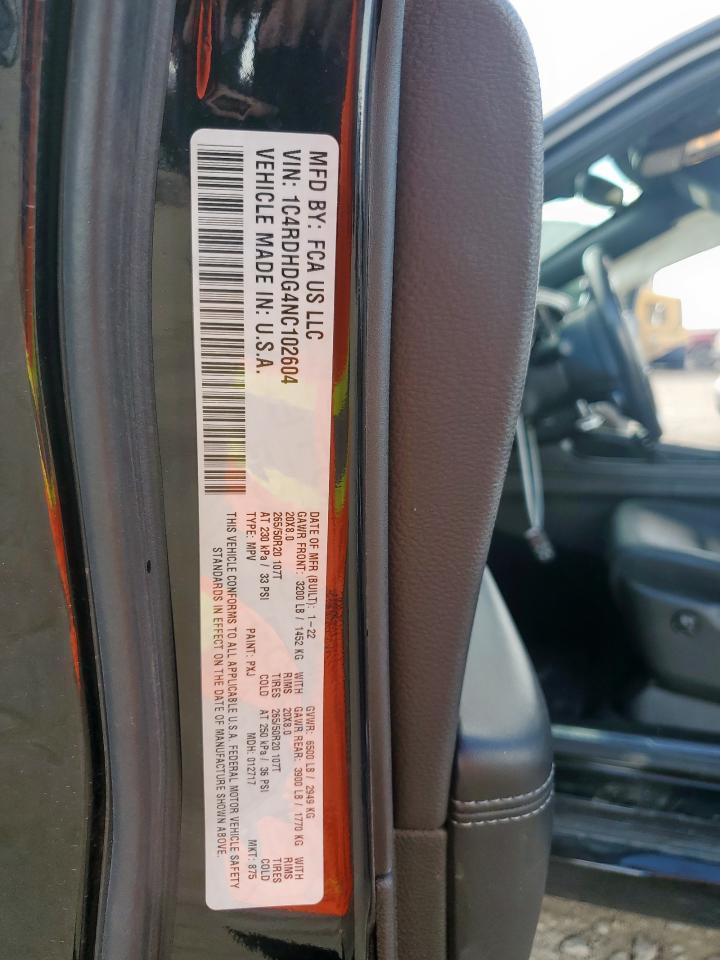 MFD BY: FCA US LLC
VIN: 1C4RDHDG4NC102604
VEHICLE MADE IN: U.S.A.
DATE OF MFR (BUILT): 1-22 GVWR: 6500 LB / 2949 KG
GAWR FRONT: 3200 LB / 1452 KG WITH GAWR REAR: 3900 LB / 1770 KG WITH
20X8.0 RIMS 20X8.0 RIMS
265/50R20 107T TIRES 265/50R20 107T TIRES
AT 230 kPa / 33 PSI COLD AT 250 kPa / 36 PSI COLD
TYPE: MPV PAINT: PXJ MDH: 012717 MKT: 875
THIS VEHICLE CONFORMS TO ALL APPLICABLE U.S.A. FEDERAL MOTOR VEHICLE SAFETY
STANDARDS IN EFFECT ON THE DATE OF MANUFACTURE SHOWN ABOVE.